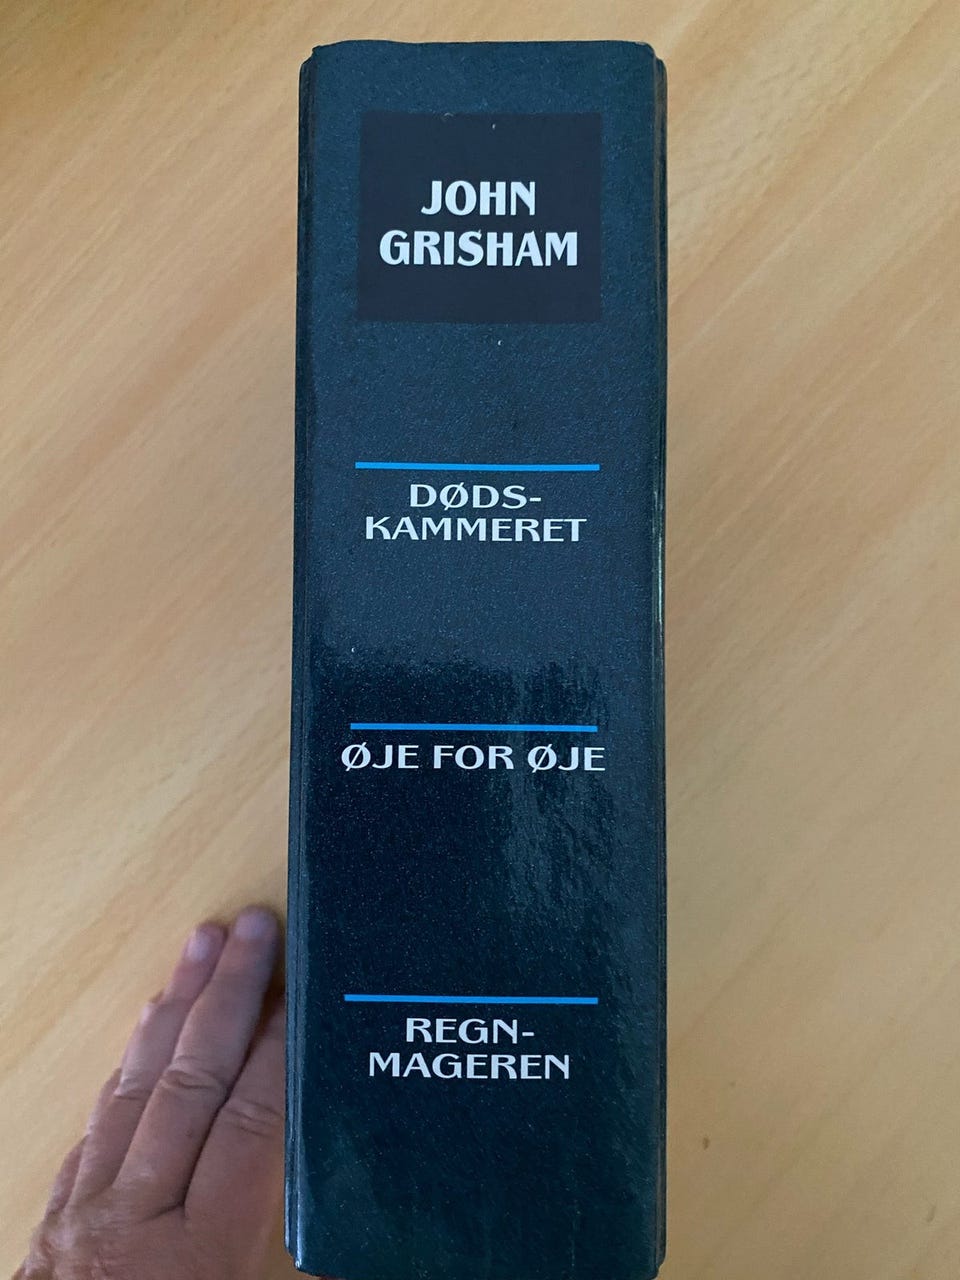 JOHN
GRISHAM
DØDS-
KAMMERET
ØJE FOR ØJE
REGN-
MAGEREN